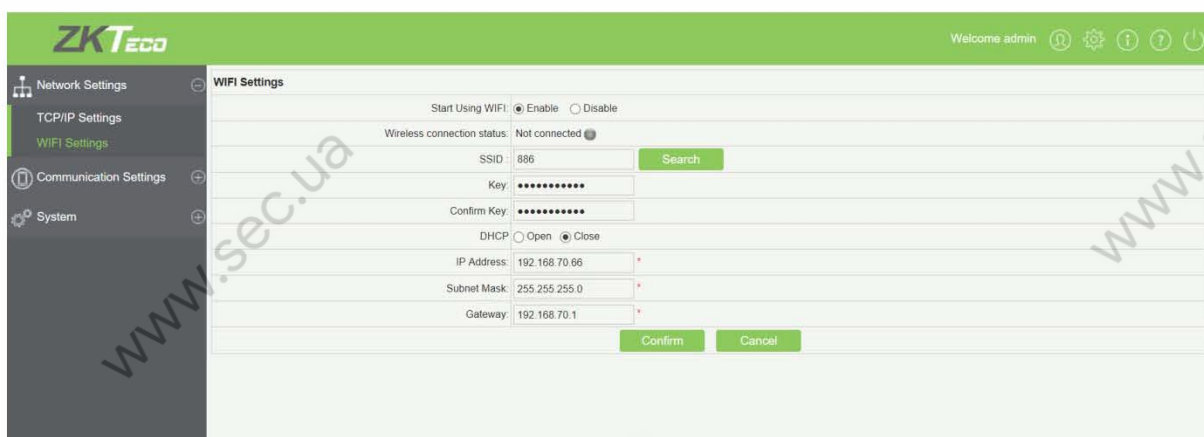 ZKTECO
Welcome admin
Network Settings
TCP/IP Settings
WIFI Settings
Communication Settings
System
WIFI Settings
Start Using WIFI: Enable Disable
Wireless connection status: Not connected
SSID : 886 Search
Key: •••••••••••
Confirm Key: •••••••••••
DHCP Open Close
IP Address: 192.168.70.66 *
Subnet Mask: 255.255.255.0 *
Gateway: 192.168.70.1 *
Confirm Cancel
www.sec.ua
www